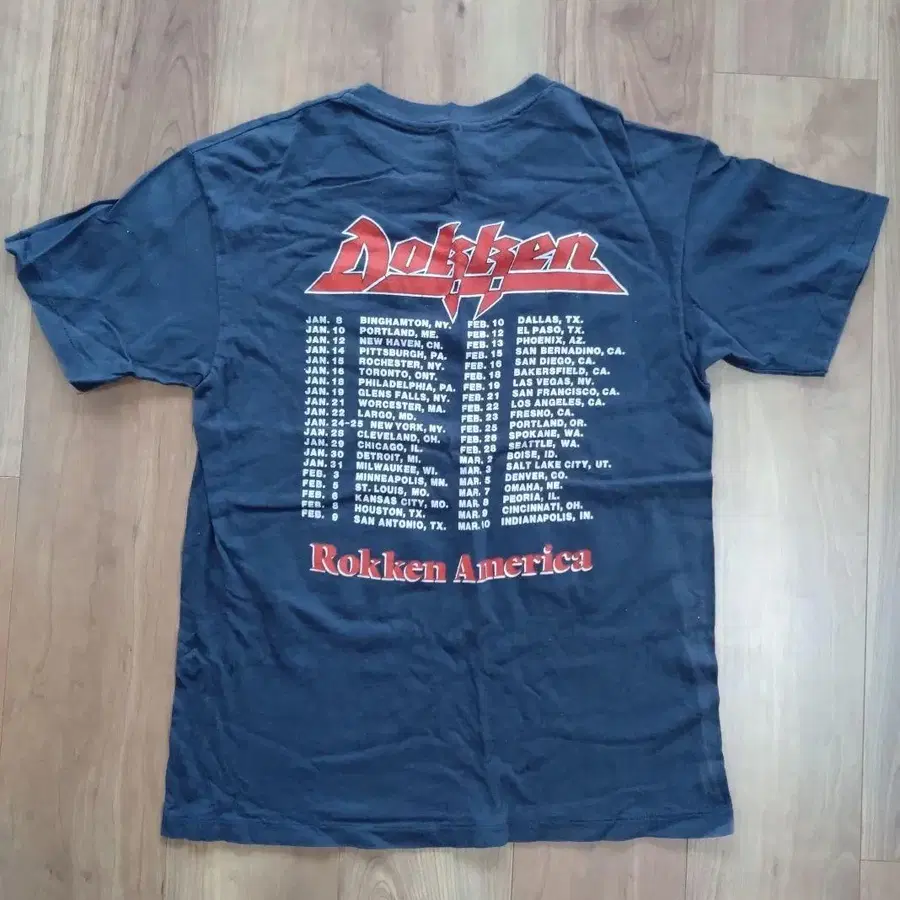 Dokken
JAN. 8 BINGHAMTON, NY.
JAN. 10 PORTLAND, ME.
JAN. 12 NEW HAVEN, CN.
JAN. 14 PITTSBURGH, PA.
JAN. 15 ROCHESTER, NY.
JAN. 16 TORONTO, ONT.
JAN. 18 PHILADELPHIA, PA.
JAN. 19 GLENS FALLS, NY.
JAN. 21 WORCESTER, MA.
JAN. 22 LARGO, MD.
JAN. 24-25 NEW YORK, NY.
JAN. 28 CLEVELAND, OH.
JAN. 29 CHICAGO, IL.
JAN. 30 DETROIT, MI.
JAN. 31 MILWAUKEE, WI.
FEB. 3 MINNEAPOLIS, MN.
FEB. 5 ST. LOUIS, MO.
FEB. 6 KANSAS CITY, MO.
FEB. 8 HOUSTON, TX.
FEB. 9 SAN ANTONIO, TX.
FEB. 10 DALLAS, TX.
FEB. 12 EL PASO, TX.
FEB. 13 PHOENIX, AZ.
FEB. 15 SAN BERNADINO, CA.
FEB. 16 SAN DIEGO, CA.
FEB. 18 BAKERSFIELD, CA.
FEB. 19 LAS VEGAS, NV.
FEB. 21 SAN FRANCISCO, CA.
FEB. 22 LOS ANGELES, CA.
FEB. 23 FRESNO, CA.
FEB. 25 PORTLAND, OR.
FEB. 26 SPOKANE, WA.
FEB. 28 SEATTLE, WA.
MAR. 2 BOISE, ID.
MAR. 3 SALT LAKE CITY, UT.
MAR. 5 DENVER, CO.
MAR. 7 OMAHA, NE.
MAR. 8 PEORIA, IL.
MAR. 9 CINCINNATI, OH.
MAR. 10 INDIANAPOLIS, IN.
Rokken America